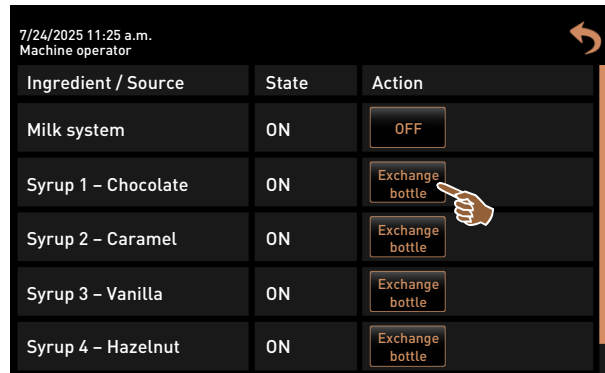 7/24/2025 11:25 a.m.
Machine operator
Ingredient / Source State Action
Milk system ON OFF
Syrup 1 – Chocolate ON Exchange bottle
Syrup 2 – Caramel ON Exchange bottle
Syrup 3 – Vanilla ON Exchange bottle
Syrup 4 – Hazelnut ON Exchange bottle